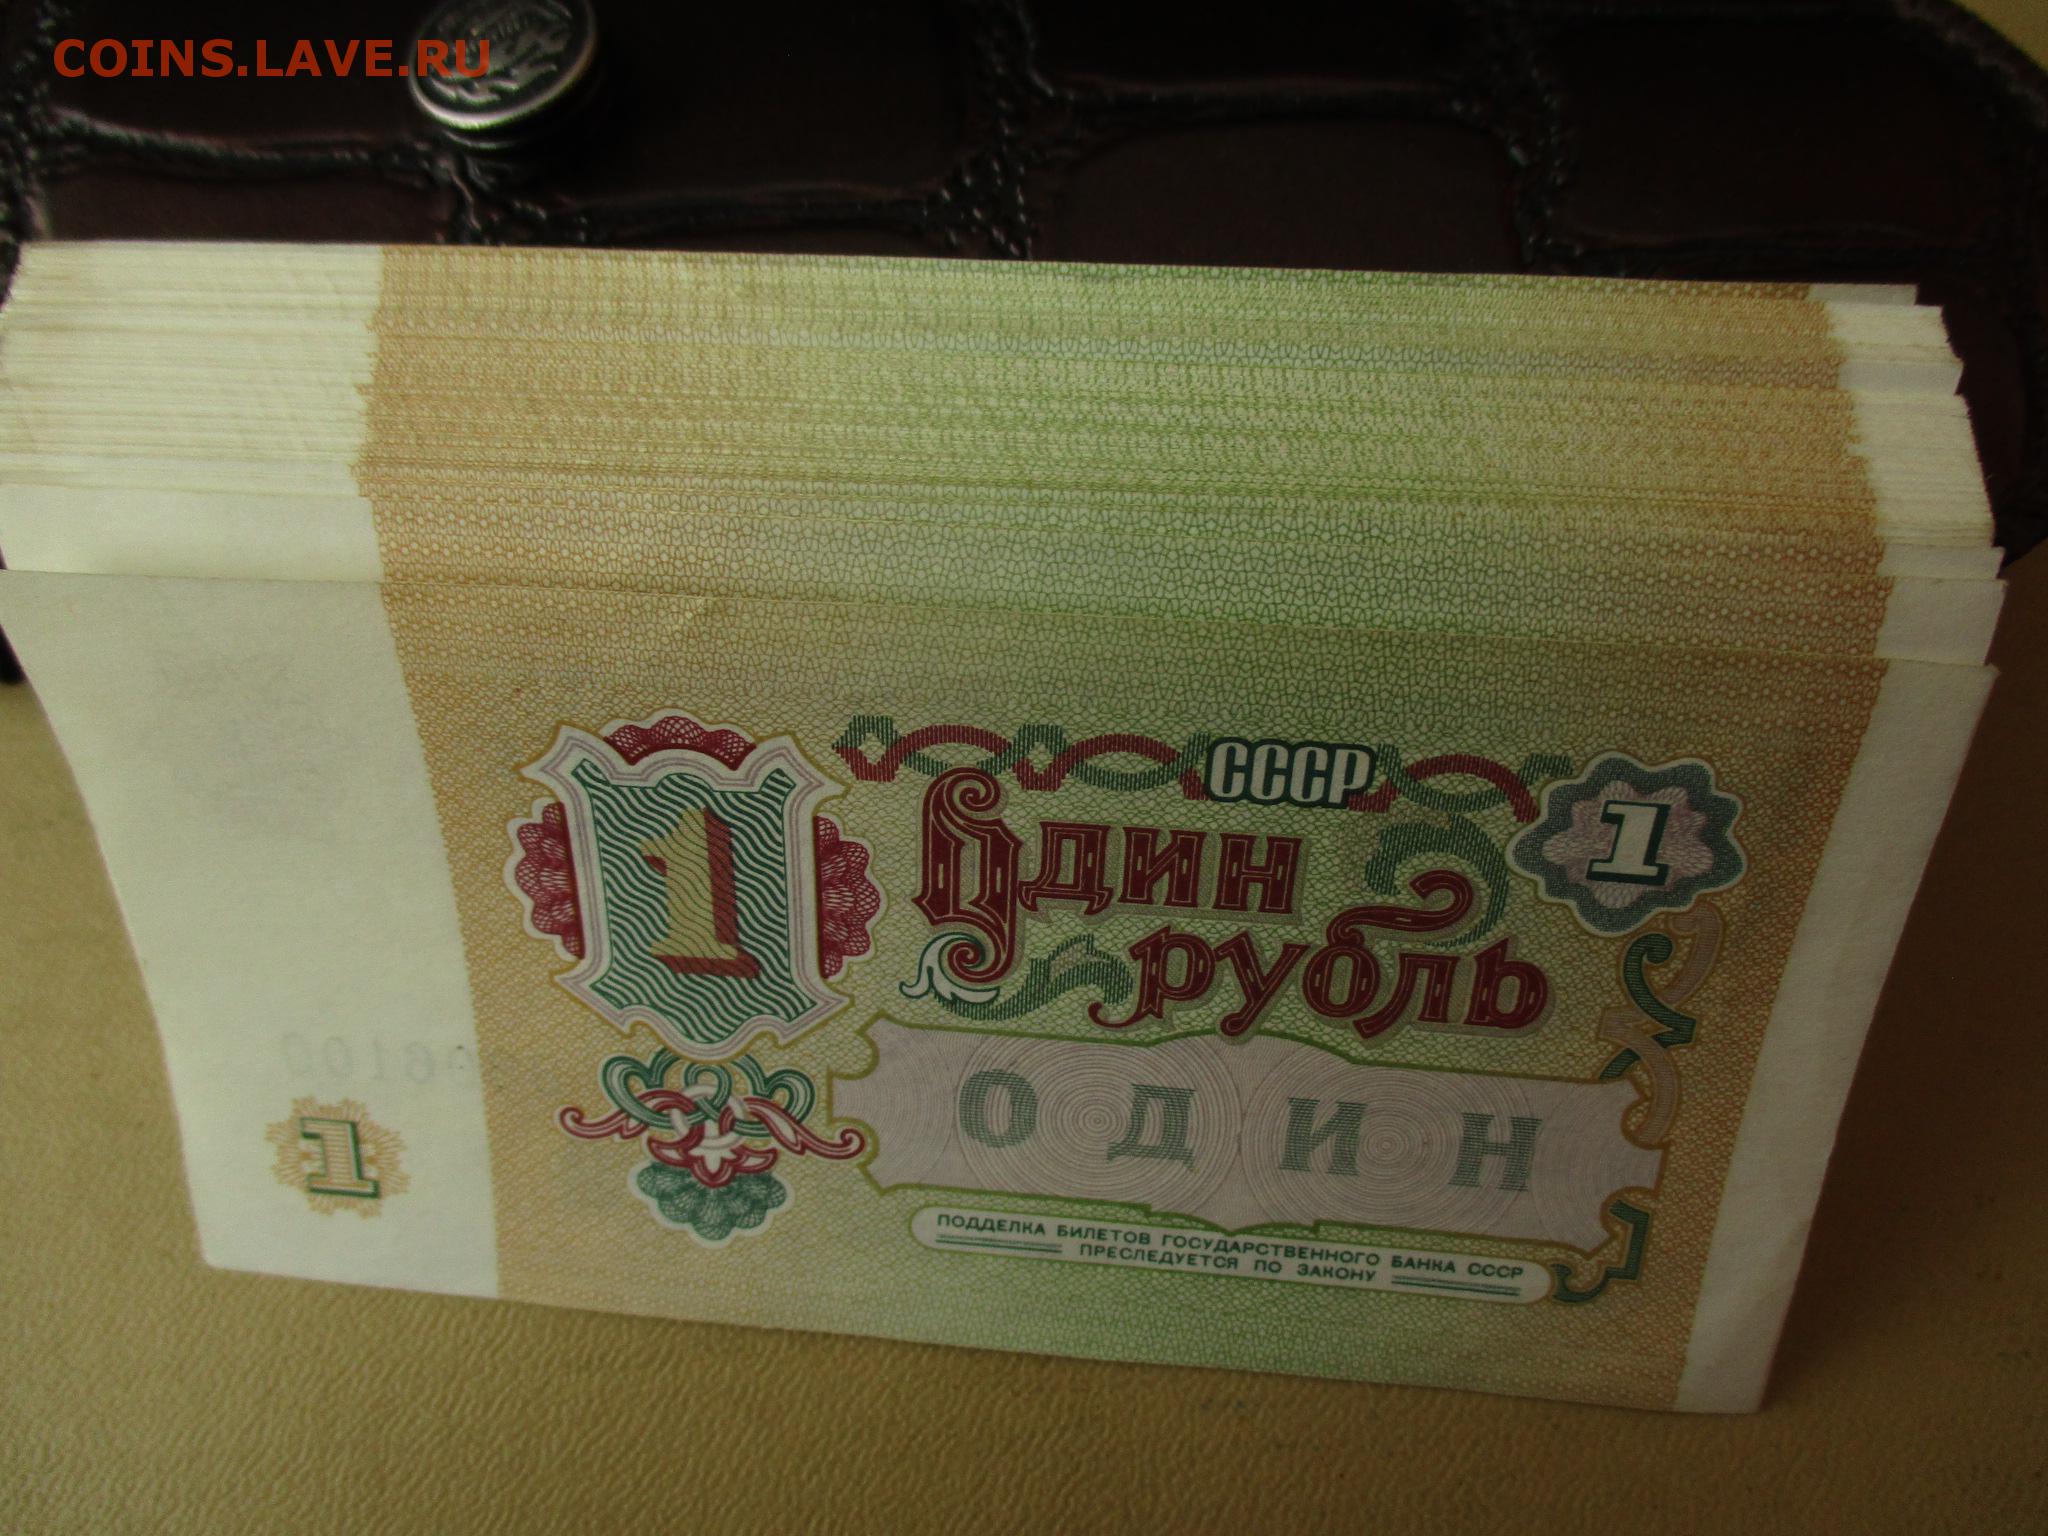 COINS.LAVE.RU
СССР
1
Один
1
рубль
ОДИН
1
ПОДДЕЛКА БИЛЕТОВ ГОСУДАРСТВЕННОГО БАНКА СССР
ПРЕСЛЕДУЕТСЯ ПО ЗАКОНУ